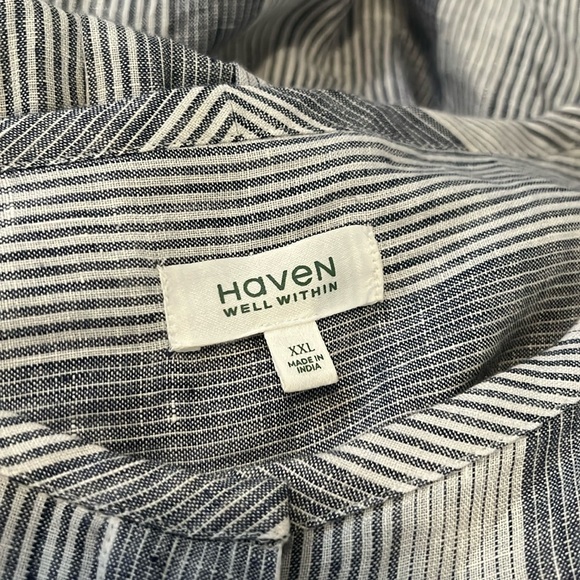 HaveN
WELL WITHIN
XXL
MADE IN
INDIA